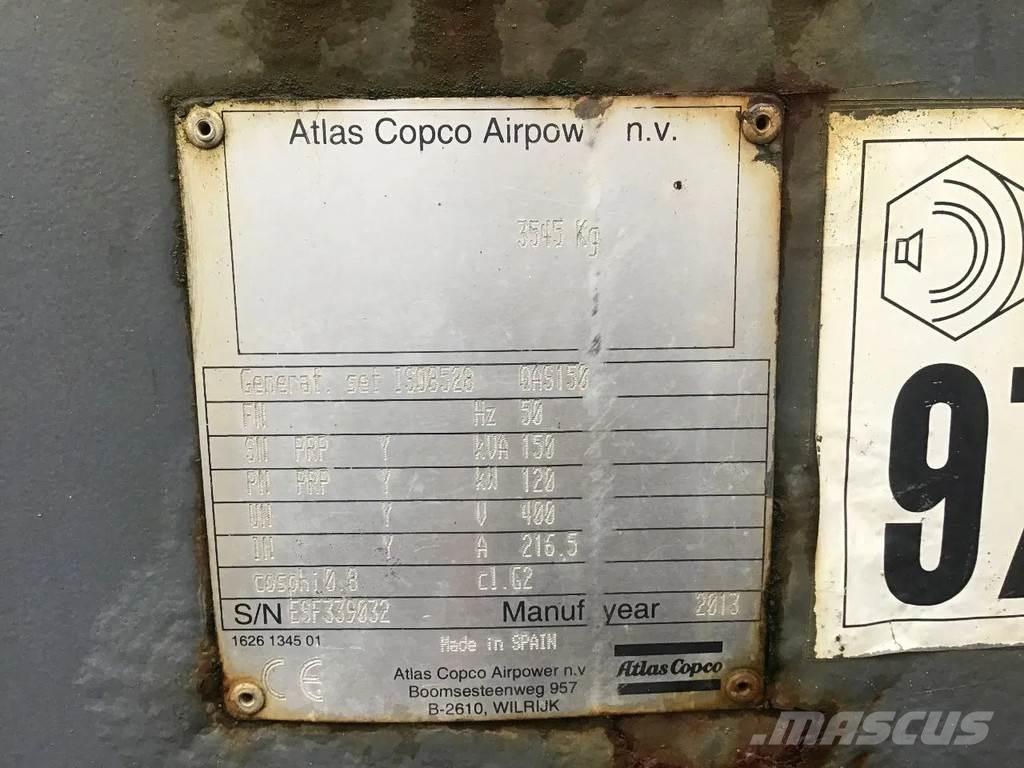 Atlas Copco Airpow n.v.
3545 Kg
Generat. set ISO8528 QAS150
FN Hz 50
SN PRP Y kVA 150
PN PRP Y kW 120
UN Y V 400
IN Y A 216.5
cosphi0.8 cl.G2
S/N ESF339032 Manuf year 2013
1626 1345 01
Made in SPAIN
CE
Atlas Copco Airpower n.v
Boomsesteenweg 957
B-2610, WILRIJK
Atlas Copco
9
MASCUS